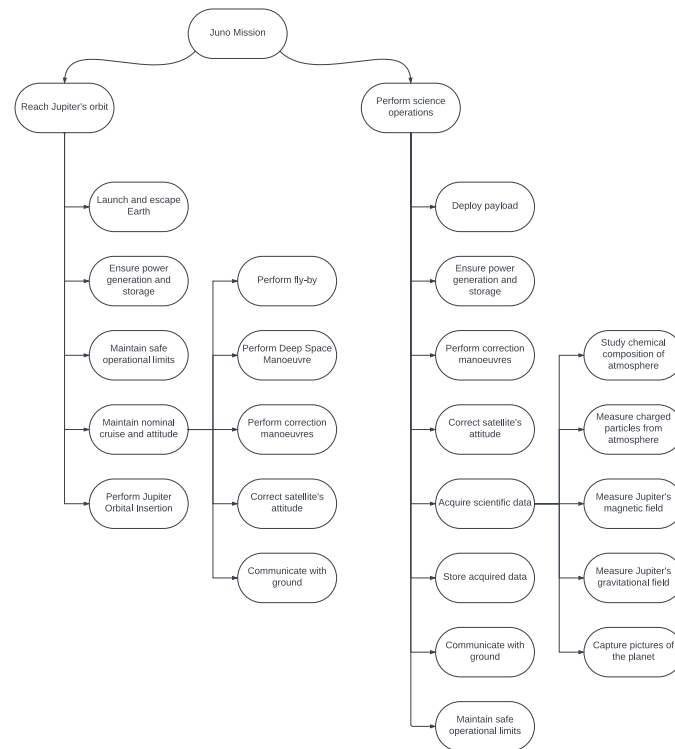 Juno Mission
Reach Jupiter's orbit
Perform science
operations
Launch and escape
Earth
Ensure power
generation and
storage
Maintain safe
operational limits
Maintain nominal
cruise and attitude
Perform Jupiter
Orbital Insertion
Perform fly-by
Perform Deep Space
Manoeuvre
Perform correction
manoeuvres
Correct satellite's
attitude
Communicate with
ground
Deploy payload
Ensure power
generation and
storage
Perform correction
manoeuvres
Correct satellite's
attitude
Acquire scientific data
Store acquired data
Communicate with
ground
Maintain safe
operational limits
Study chemical
composition of
atmosphere
Measure charged
particles from
atmosphere
Measure Jupiter's
magnetic field
Measure Jupiter's
gravitational field
Capture pictures of
the planet